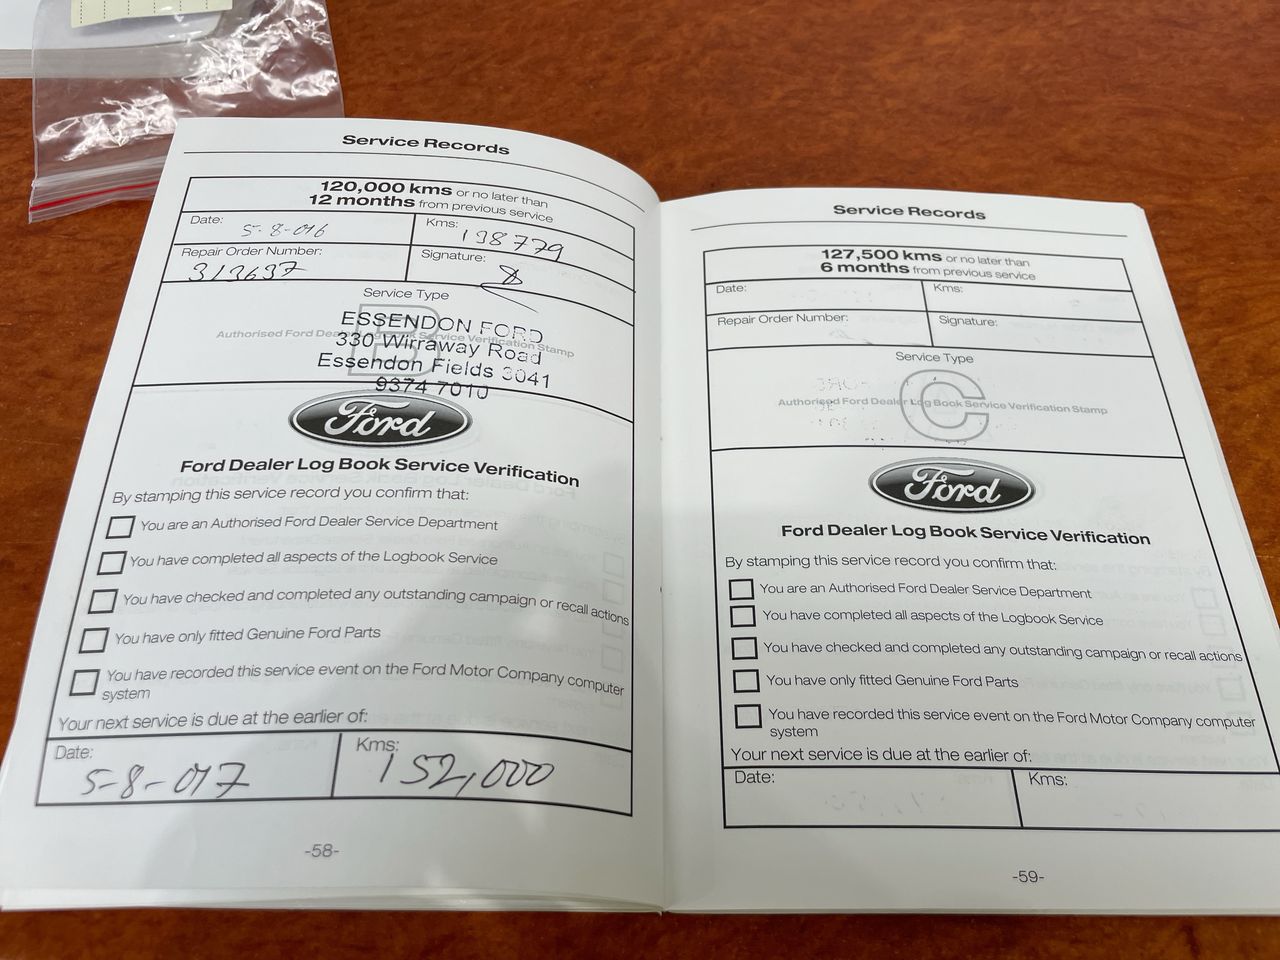 Service Records
120,000 kms or no later than
12 months from previous service
Date: 5-8-016
Kms: 138779
Repair Order Number: 313637
Signature:
Service Type
B
Authorised Ford Dealer Log Book Service Verification Stamp
ESSENDON FORD
330 Wirraway Road
Essendon Fields 3041
9374 7010
Ford
Ford Dealer Log Book Service Verification
By stamping this service record you confirm that:
You are an Authorised Ford Dealer Service Department
You have completed all aspects of the Logbook Service
You have checked and completed any outstanding campaign or recall actions
You have only fitted Genuine Ford Parts
You have recorded this service event on the Ford Motor Company computer
system
Your next service is due at the earlier of:
Date: 5-8-017
Kms: 152,000
-58-
Service Records
127,500 kms or no later than
6 months from previous service
Date:
Kms:
Repair Order Number:
Signature:
Service Type
C
Authorised Ford Dealer Log Book Service Verification Stamp
Ford
Ford Dealer Log Book Service Verification
By stamping this service record you confirm that:
You are an Authorised Ford Dealer Service Department
You have completed all aspects of the Logbook Service
You have checked and completed any outstanding campaign or recall actions
You have only fitted Genuine Ford Parts
You have recorded this service event on the Ford Motor Company computer
system
Your next service is due at the earlier of:
Date:
Kms:
-59-